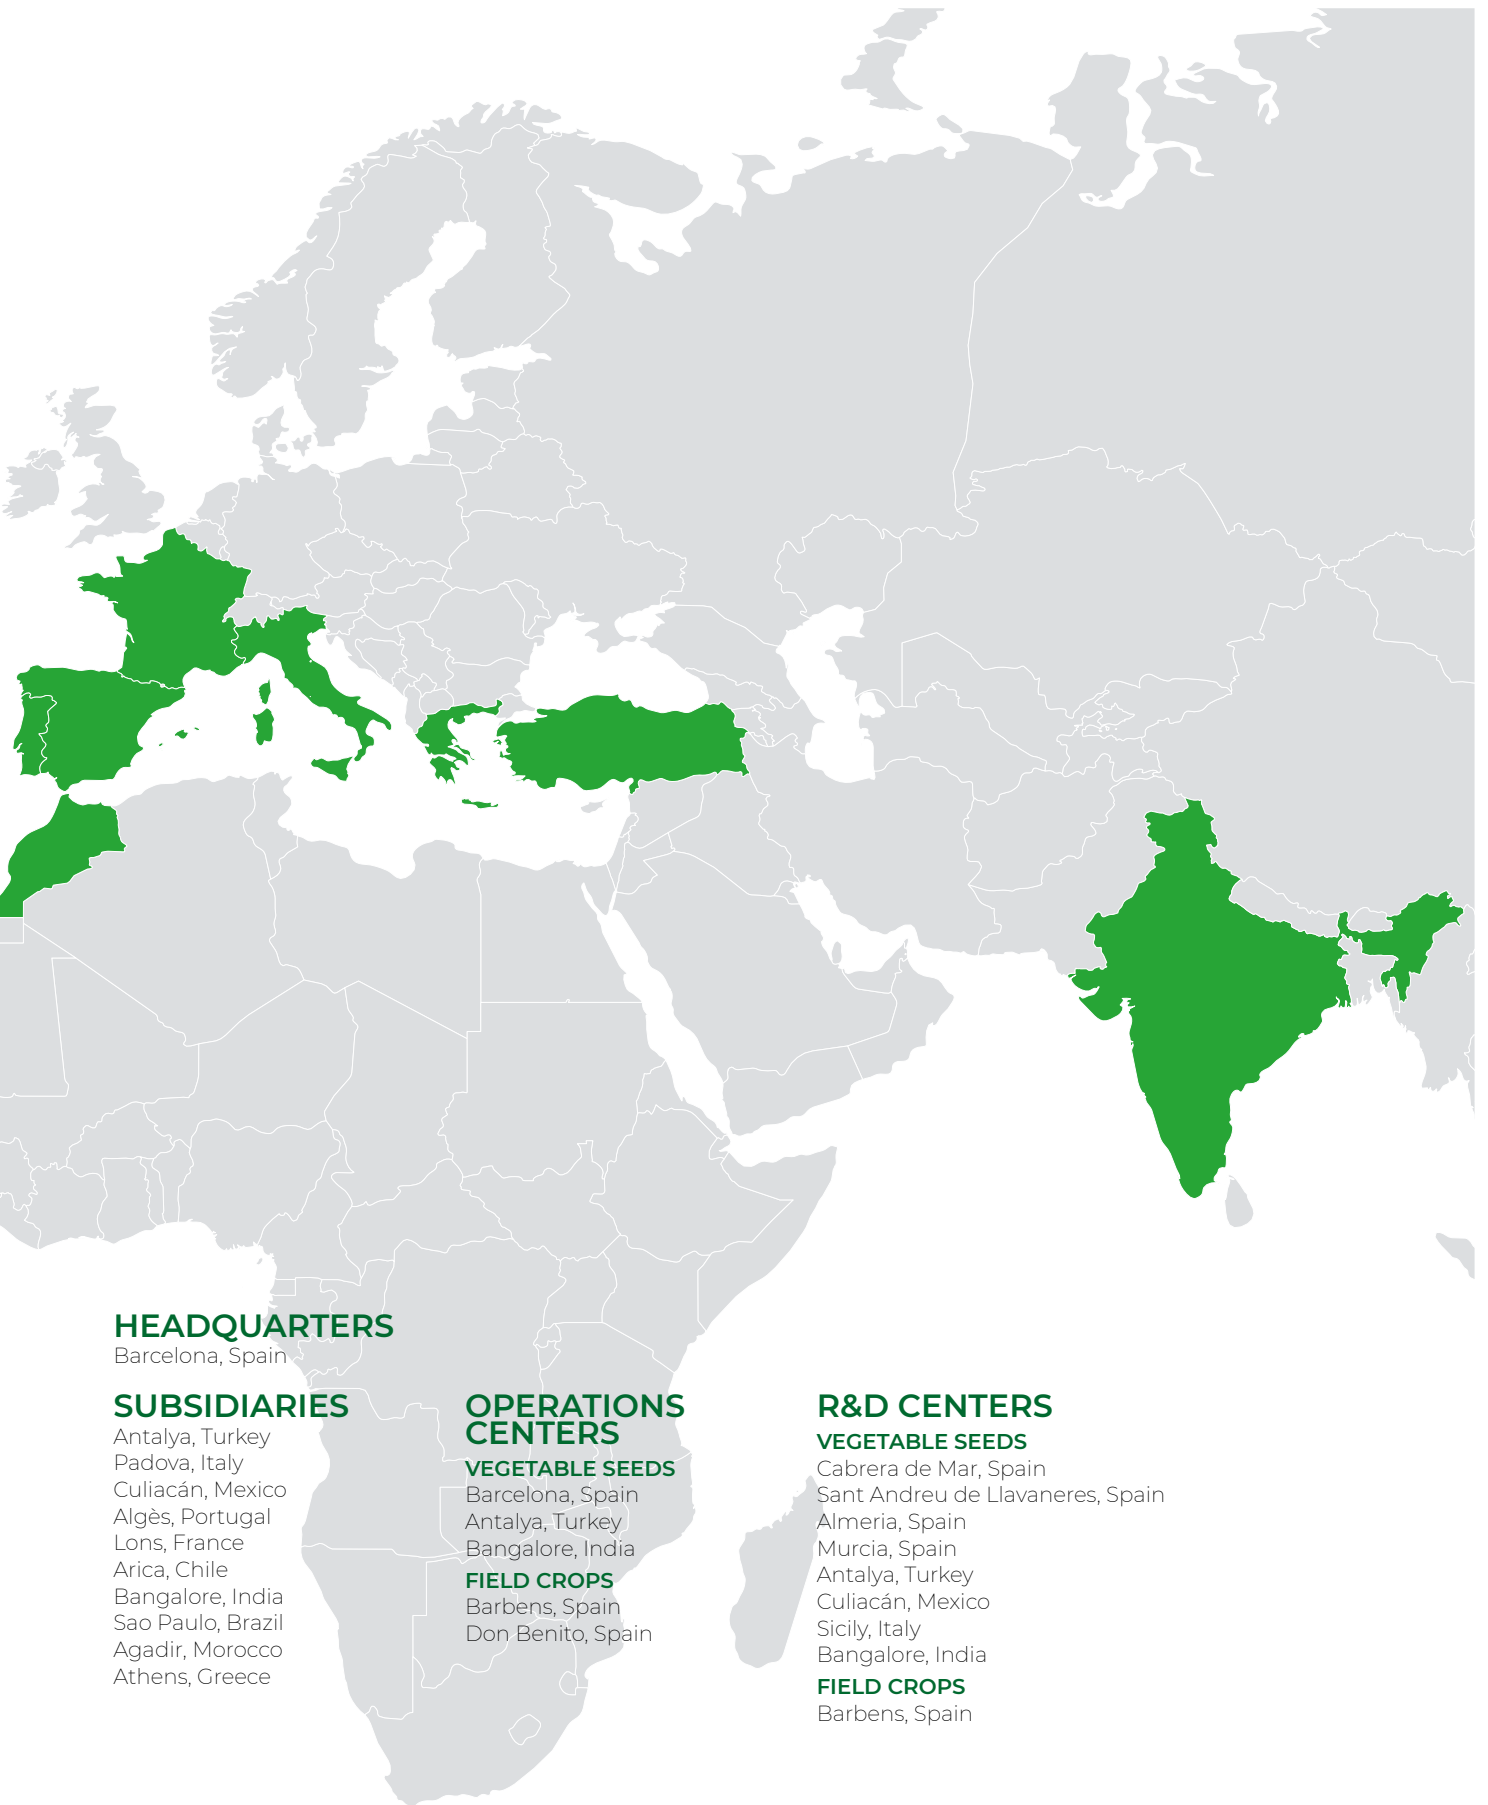 HEADQUARTERS
Barcelona, Spain
SUBSIDIARIES
Antalya, Turkey
Padova, Italy
Culiacán, Mexico
Algès, Portugal
Lons, France
Arica, Chile
Bangalore, India
Sao Paulo, Brazil
Agadir, Morocco
Athens, Greece
OPERATIONS
CENTERS
VEGETABLE SEEDS
Barcelona, Spain
Antalya, Turkey
Bangalore, India
FIELD CROPS
Barbens, Spain
Don Benito, Spain
R&D CENTERS
VEGETABLE SEEDS
Cabrera de Mar, Spain
Sant Andreu de Llavaneres, Spain
Almeria, Spain
Murcia, Spain
Antalya, Turkey
Culiacán, Mexico
Sicily, Italy
Bangalore, India
FIELD CROPS
Barbens, Spain